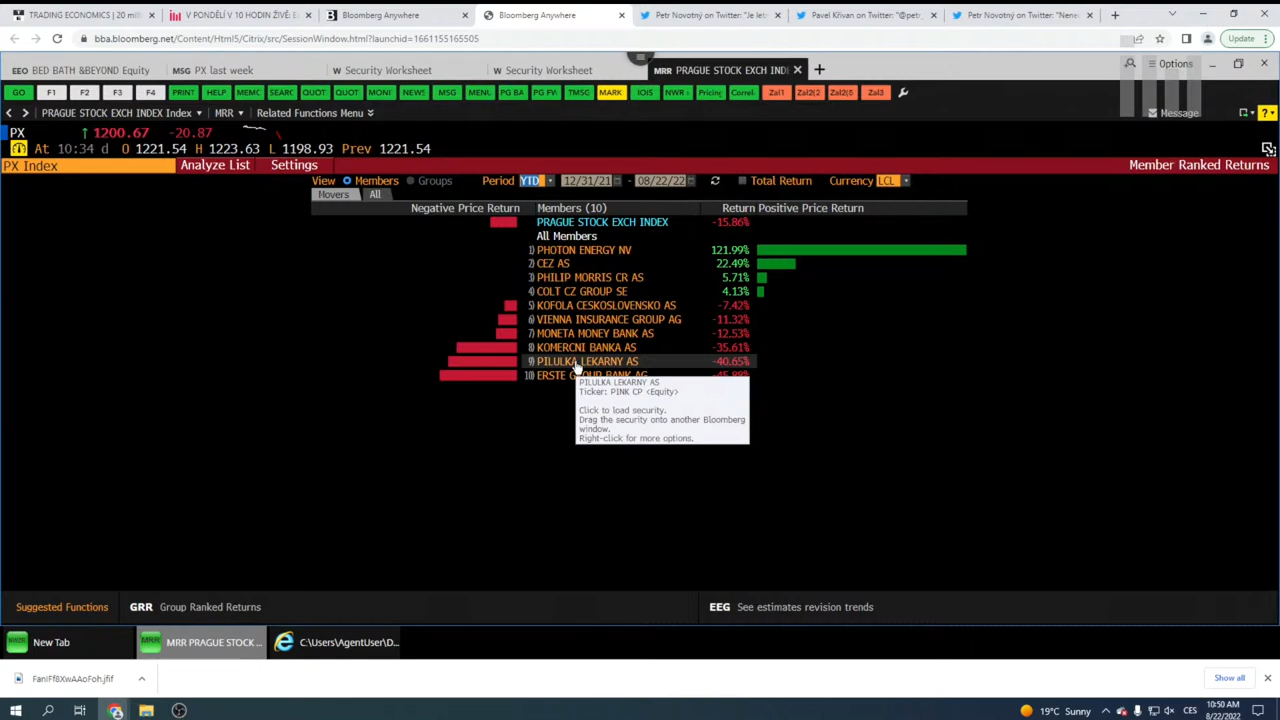 TRADING ECONOMICS | 20 mil
V PONDĚLÍ V 10 HODIN ŽIVĚ: E
Bloomberg Anywhere
Bloomberg Anywhere
Petr Novotný on Twitter: "Je let
Pavel Křivan on Twitter: "@petr
Petr Novotný on Twitter: "Nene
bba.bloomberg.net/Content/Html5/Citrix/src/SessionWindow.html?launchid=1661155165505
Update
EEO BED BATH &BEYOND Equity
MSG PX last week
W Security Worksheet
W Security Worksheet
MRR PRAGUE STOCK EXCH INDI
Options
GO F1 F2 F3 F4 PRINT HELP MEMC SEARC QUOT QUOT MONI NEWS MSG MENU PG BA PG FW TMSG MARK IOIS NWR Pricing Correl Zal1 Zal2(2 Zal2(5 Zal3
PRAGUE STOCK EXCH INDEX Index MRR Related Functions Menu
Message
PX 1200.67 -20.87
At 10:34 d O 1221.54 H 1223.63 L 1198.93 Prev 1221.54
PX Index Analyze List Settings Member Ranked Returns
View Members Groups Period YTD 12/31/21 - 08/22/22 Total Return Currency LCL
Movers All
Negative Price Return Members (10) Return Positive Price Return
PRAGUE STOCK EXCH INDEX -15.86%
All Members
1) PHOTON ENERGY NV 121.99%
2) CEZ AS 22.49%
3) PHILIP MORRIS CR AS 5.71%
4) COLT CZ GROUP SE 4.13%
5) KOFOLA CESKOSLOVENSKO AS -7.42%
6) VIENNA INSURANCE GROUP AG -11.32%
7) MONETA MONEY BANK AS -12.53%
8) KOMERCNI BANKA AS -35.61%
9) PILULKA LEKARNY AS -40.65%
10) ERSTE GROUP BANK AG
PILULKA LEKARNY AS
Ticker: PINK CP <Equity>
Click to load security.
Drag the security onto another Bloomberg
window.
Right-click for more options.
Suggested Functions GRR Group Ranked Returns EEG See estimates revision trends
New Tab
MRR PRAGUE STOCK ...
C:\Users\AgentUser\D...
FanIFf8XwAAoFoh.jfif
Show all
19°C Sunny
CES
10:50 AM
8/22/2022